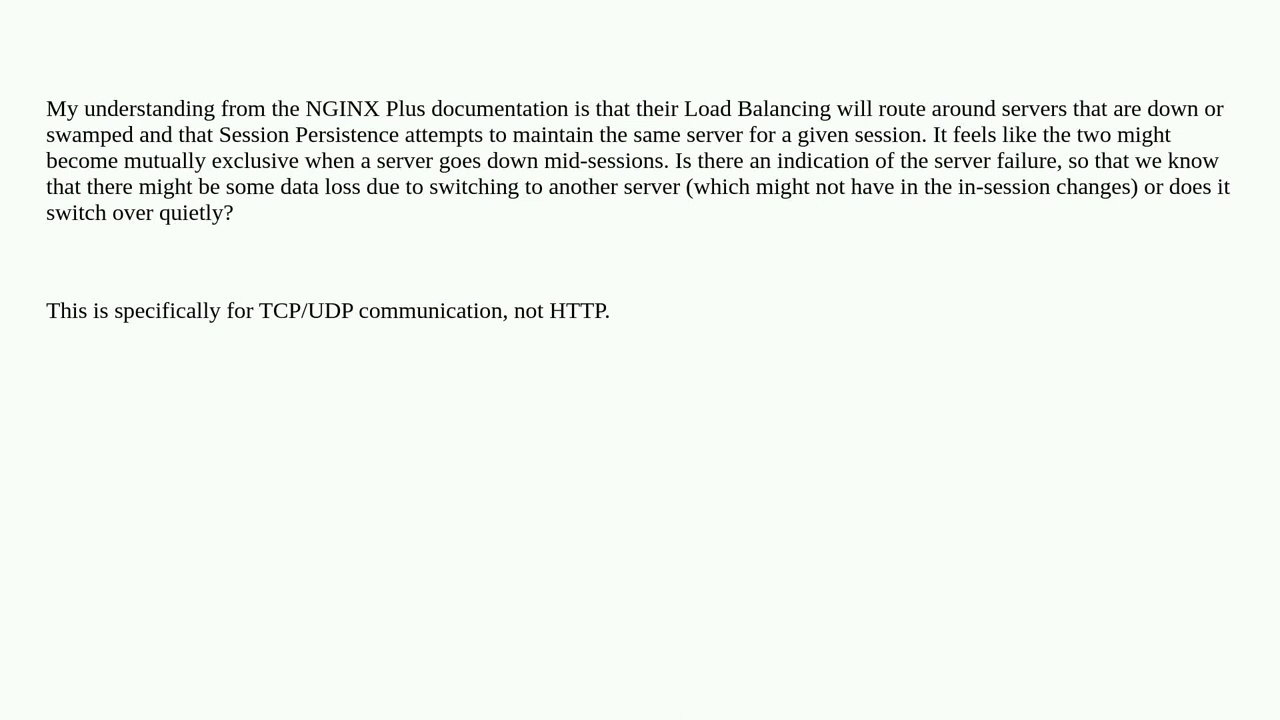 My understanding from the NGINX Plus documentation is that their Load Balancing will route around servers that are down or
swamped and that Session Persistence attempts to maintain the same server for a given session. It feels like the two might
become mutually exclusive when a server goes down mid-sessions. Is there an indication of the server failure, so that we know
that there might be some data loss due to switching to another server (which might not have in the in-session changes) or does it
switch over quietly?
This is specifically for TCP/UDP communication, not HTTP.